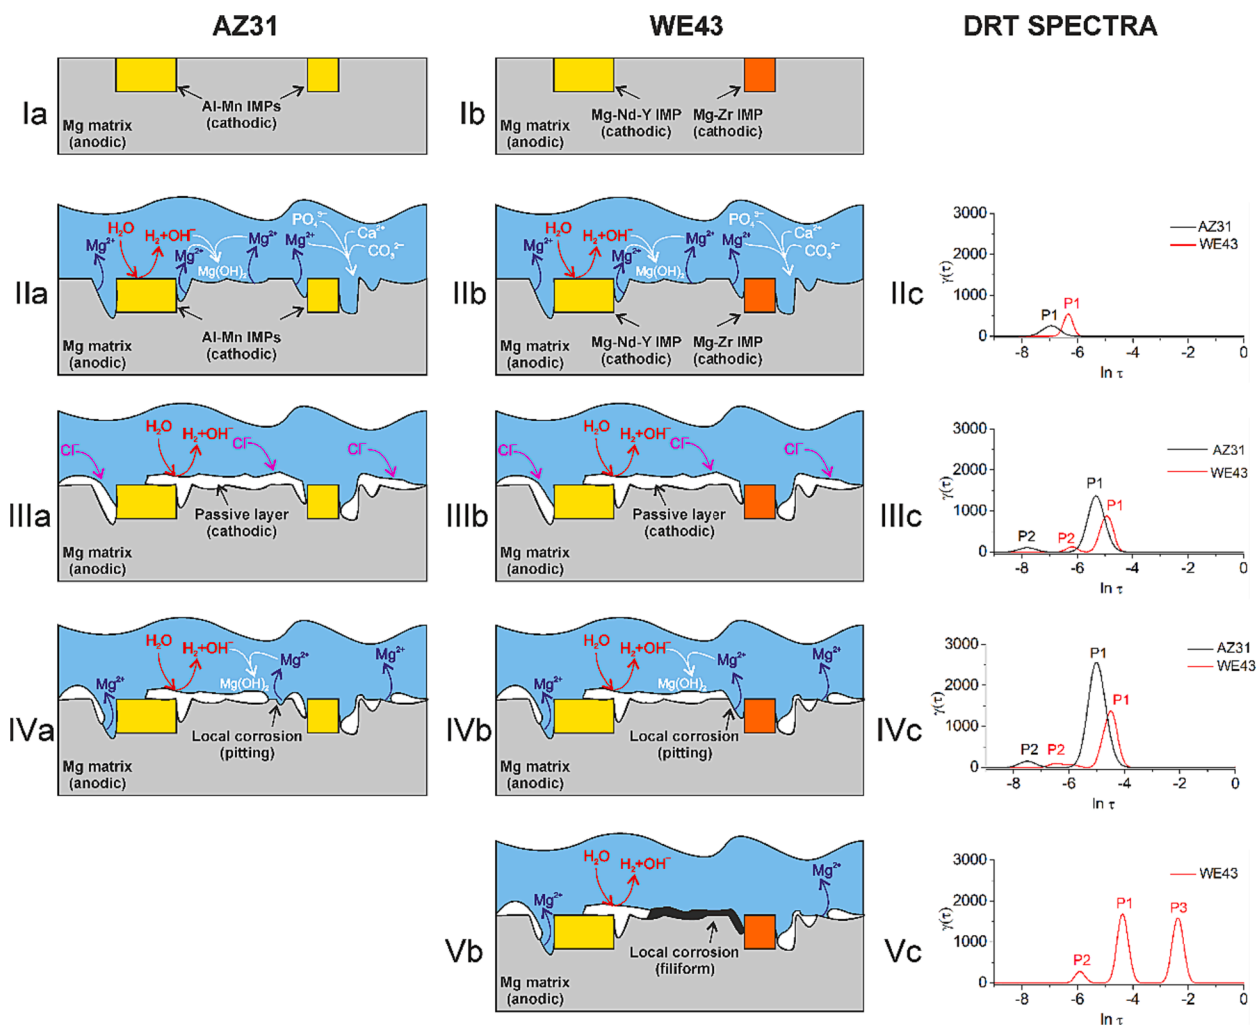 AZ31
WE43
DRT SPECTRA
Ia
Al-Mn IMPs
(cathodic)
Mg matrix
(anodic)
Ib
Mg-Nd-Y IMP
(cathodic)
Mg-Zr IMP
(cathodic)
Mg matrix
(anodic)
IIa
Mg²⁺
H₂O
H₂+OH⁻
Mg²⁺
Mg(OH)₂
Mg²⁺
Mg²⁺
PO₄³⁻
Ca²⁺
CO₃²⁻
Al-Mn IMPs
(cathodic)
Mg matrix
(anodic)
IIb
Mg²⁺
H₂O
H₂+OH⁻
Mg²⁺
Mg(OH)₂
Mg²⁺
Mg²⁺
PO₄³⁻
Ca²⁺
CO₃²⁻
Mg-Nd-Y IMP
(cathodic)
Mg-Zr IMP
(cathodic)
Mg matrix
(anodic)
IIc
3000
2000
1000
0
γ(τ)
AZ31
WE43
P1
P1
-8 -6 -4 -2 0
ln τ
IIIa
Cl⁻
H₂O
H₂+OH⁻
Cl⁻
Cl⁻
Passive layer
(cathodic)
Mg matrix
(anodic)
IIIb
Cl⁻
H₂O
H₂+OH⁻
Cl⁻
Cl⁻
Passive layer
(cathodic)
Mg matrix
(anodic)
IIIc
3000
2000
1000
0
γ(τ)
AZ31
WE43
P1
P1
P2
P2
-8 -6 -4 -2 0
ln τ
IVa
Mg²⁺
H₂O
H₂+OH⁻
Mg(OH)₂
Mg²⁺
Mg²⁺
Local corrosion
(pitting)
Mg matrix
(anodic)
IVb
Mg²⁺
H₂O
H₂+OH⁻
Mg(OH)₂
Mg²⁺
Mg²⁺
Local corrosion
(pitting)
Mg matrix
(anodic)
IVc
3000
2000
1000
0
γ(τ)
AZ31
WE43
P1
P1
P2
P2
-8 -6 -4 -2 0
ln τ
Vb
Mg²⁺
H₂O
H₂+OH⁻
Mg²⁺
Local corrosion
(filiform)
Mg matrix
(anodic)
Vc
3000
2000
1000
0
γ(τ)
WE43
P1
P3
P2
-8 -6 -4 -2 0
ln τ